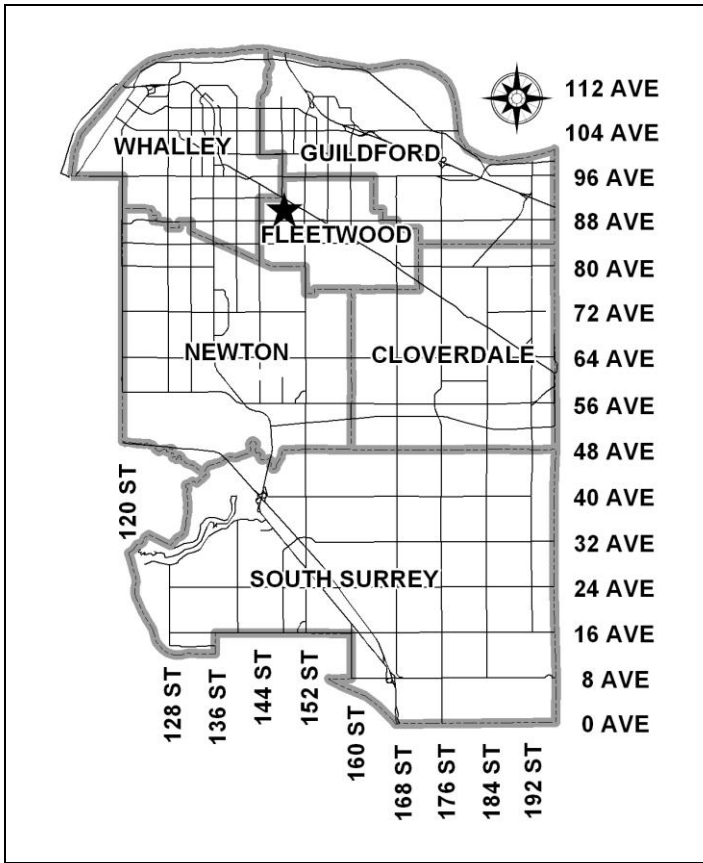 112 AVE
104 AVE
WHALLEY
GUILDFORD
96 AVE
88 AVE
FLEETWOOD
80 AVE
72 AVE
NEWTON
CLOVERDALE
64 AVE
56 AVE
48 AVE
120 ST
40 AVE
32 AVE
SOUTH SURREY
24 AVE
16 AVE
8 AVE
0 AVE
128 ST
136 ST
144 ST
152 ST
160 ST
168 ST
176 ST
184 ST
192 ST